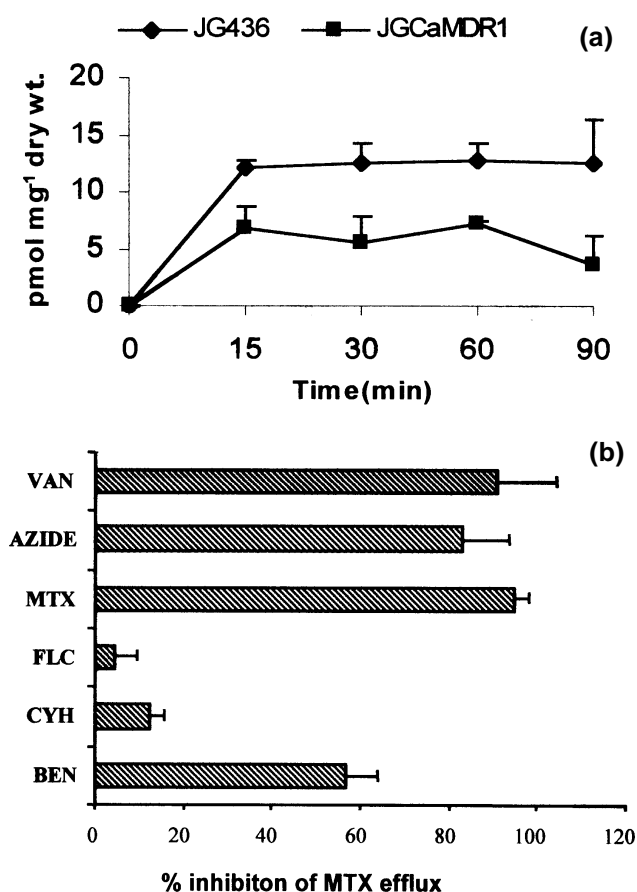 JG436 JGCaMDR1 (a)
20
15
10
5
0
pmol mg-1 dry wt.
0 15 30 60 90
Time(min)
(b)
VAN
AZIDE
MTX
FLC
CYH
BEN
0 20 40 60 80 100 120
% inhibiton of MTX efflux